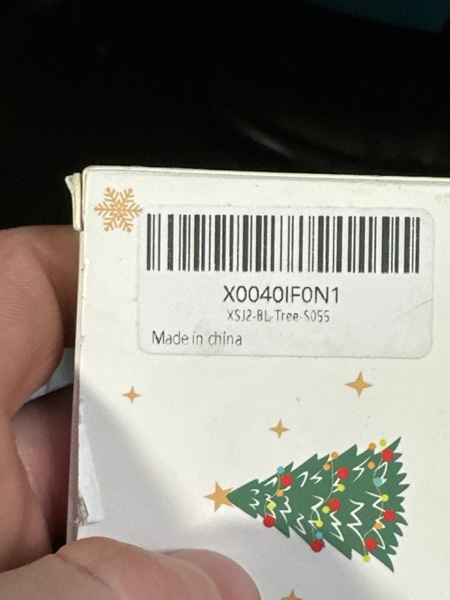 X0040IF0N1
XSJ2-BL-Tree-S055
Made in china